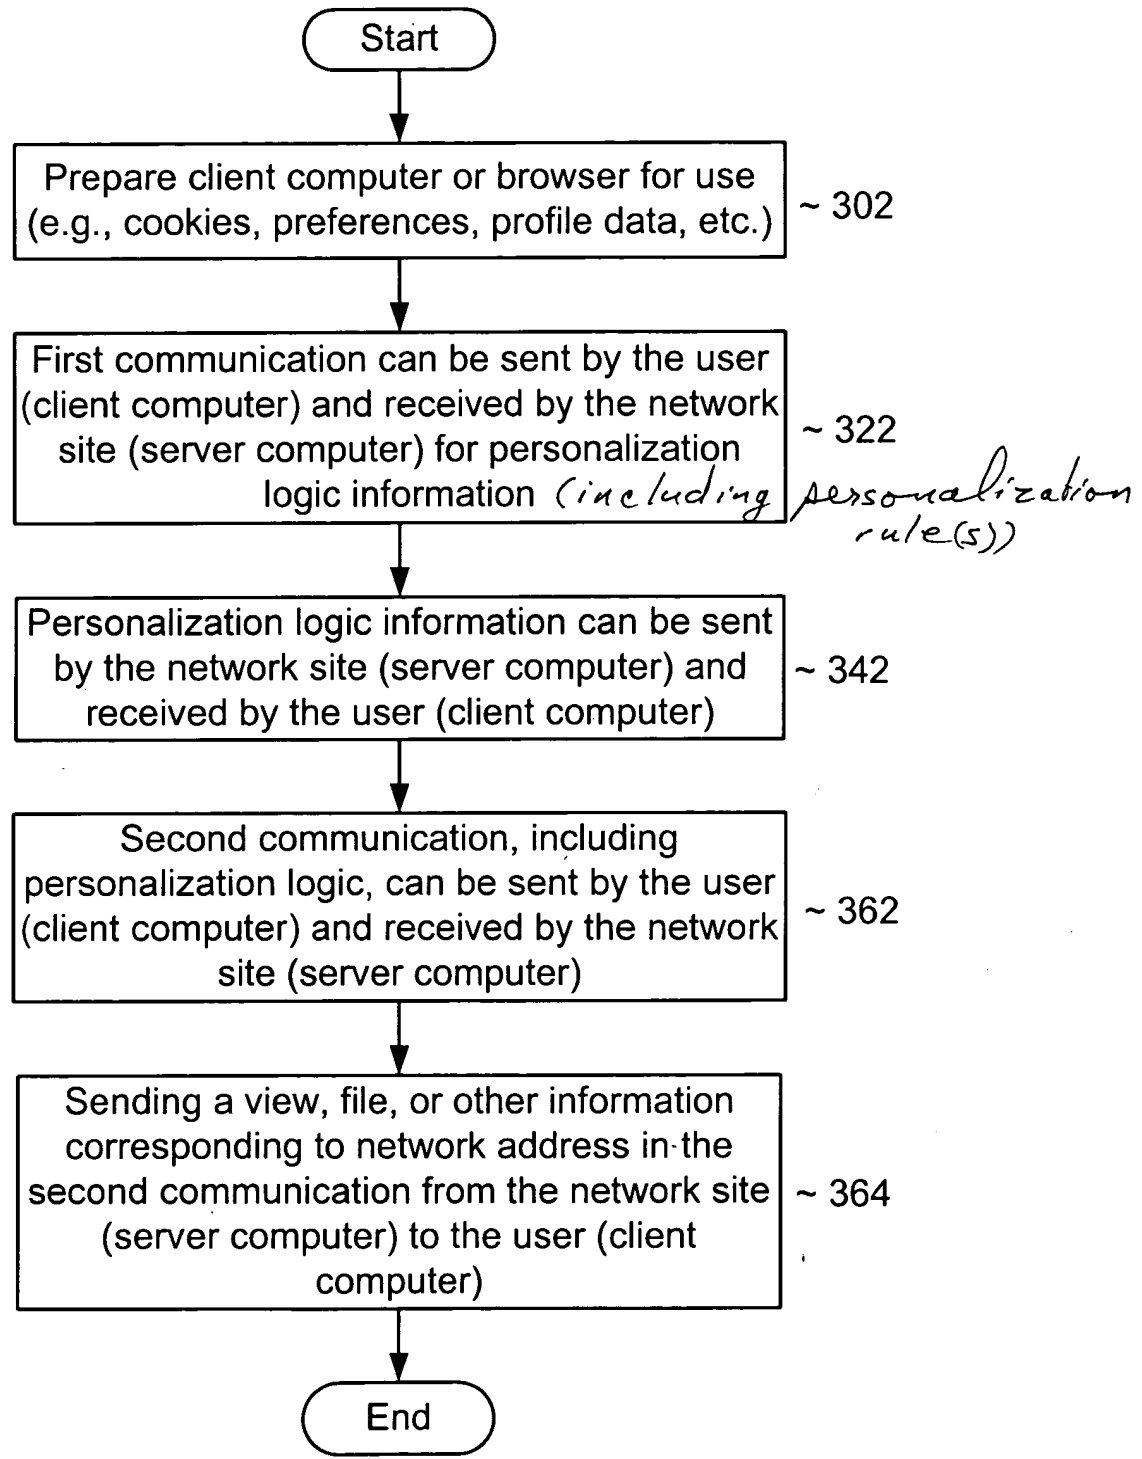 Start
Prepare client computer or browser for use
(e.g., cookies, preferences, profile data, etc.)
~ 302
First communication can be sent by the user
(client computer) and received by the network
site (server computer) for personalization
logic information (including personalization
rule(s))
~ 322
Personalization logic information can be sent
by the network site (server computer) and
received by the user (client computer)
~ 342
Second communication, including
personalization logic, can be sent by the user
(client computer) and received by the network
site (server computer)
~ 362
Sending a view, file, or other information
corresponding to network address in the
second communication from the network site
(server computer) to the user (client
computer)
~ 364
End